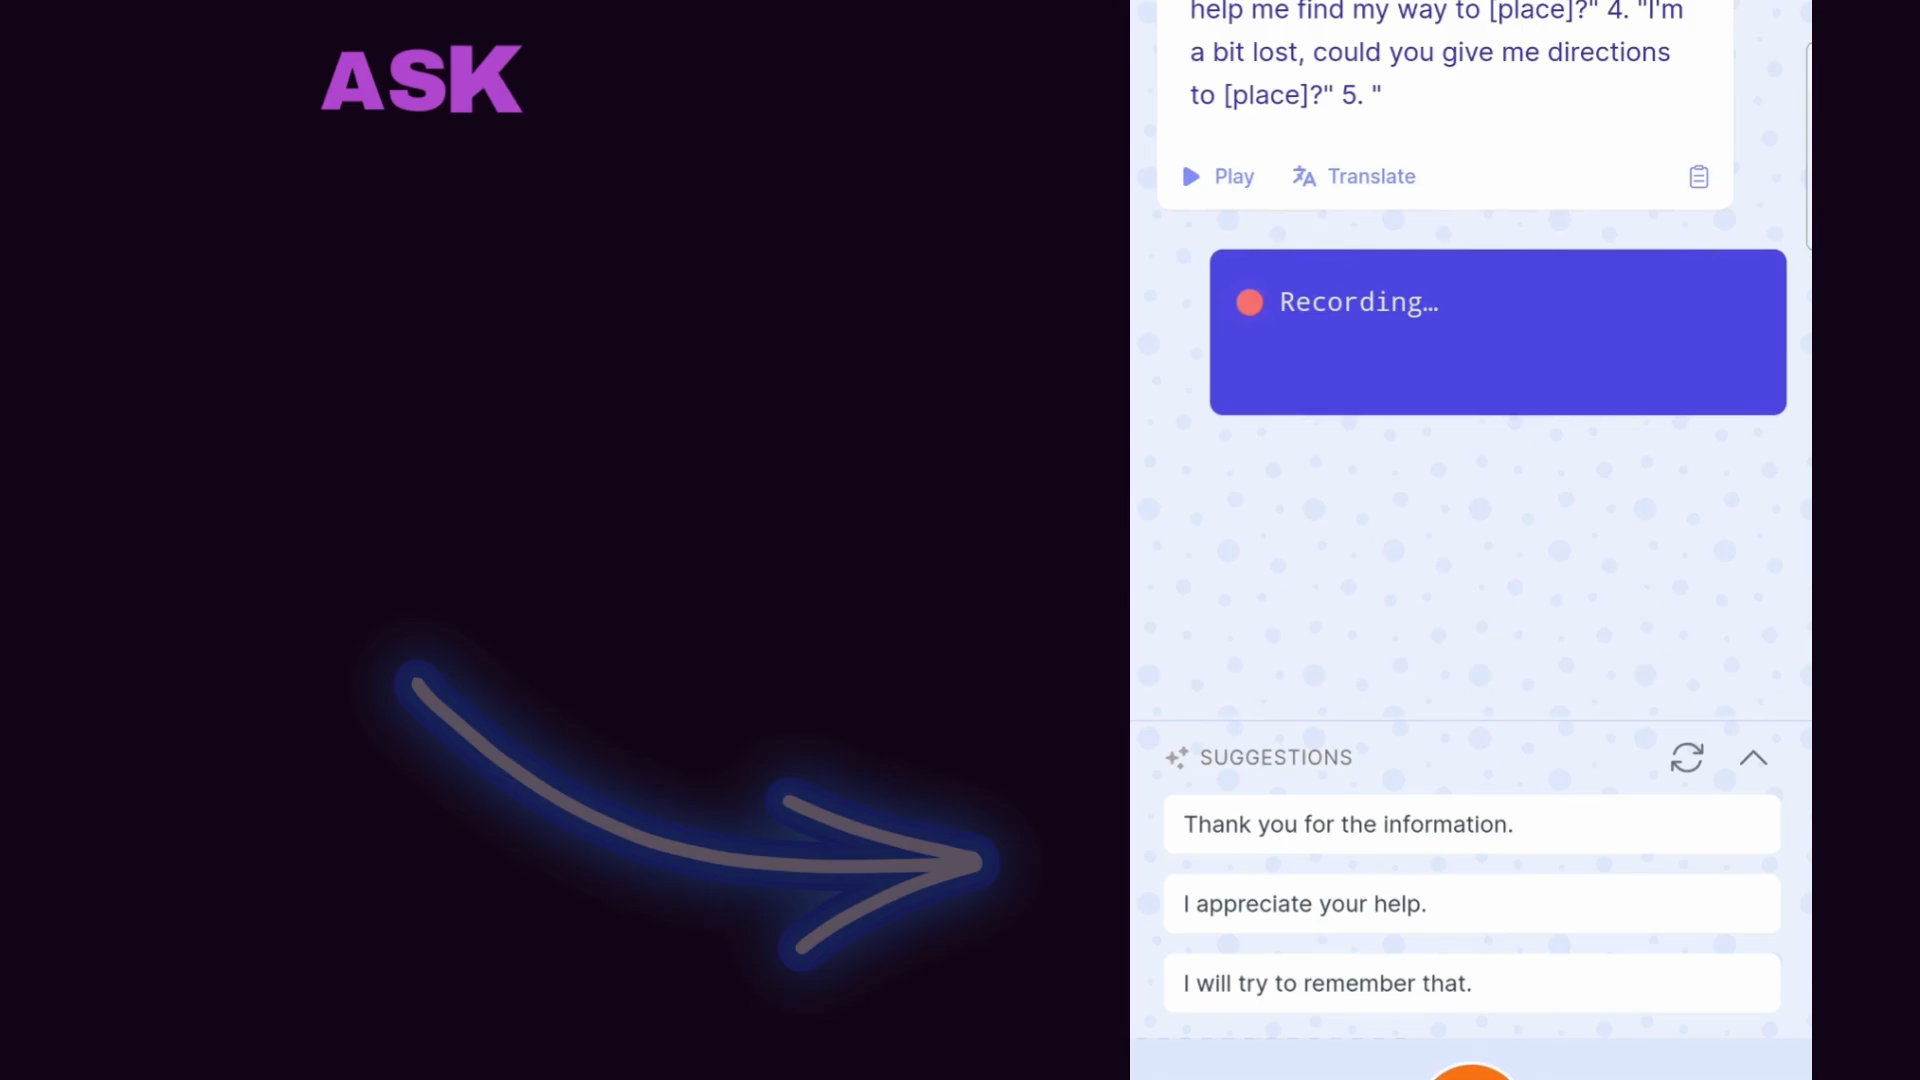 ASK
help me find my way to [place]?" 4. "I'm
a bit lost, could you give me directions
to [place]?" 5. "
Play Translate
Recording…
SUGGESTIONS
Thank you for the information.
I appreciate your help.
I will try to remember that.